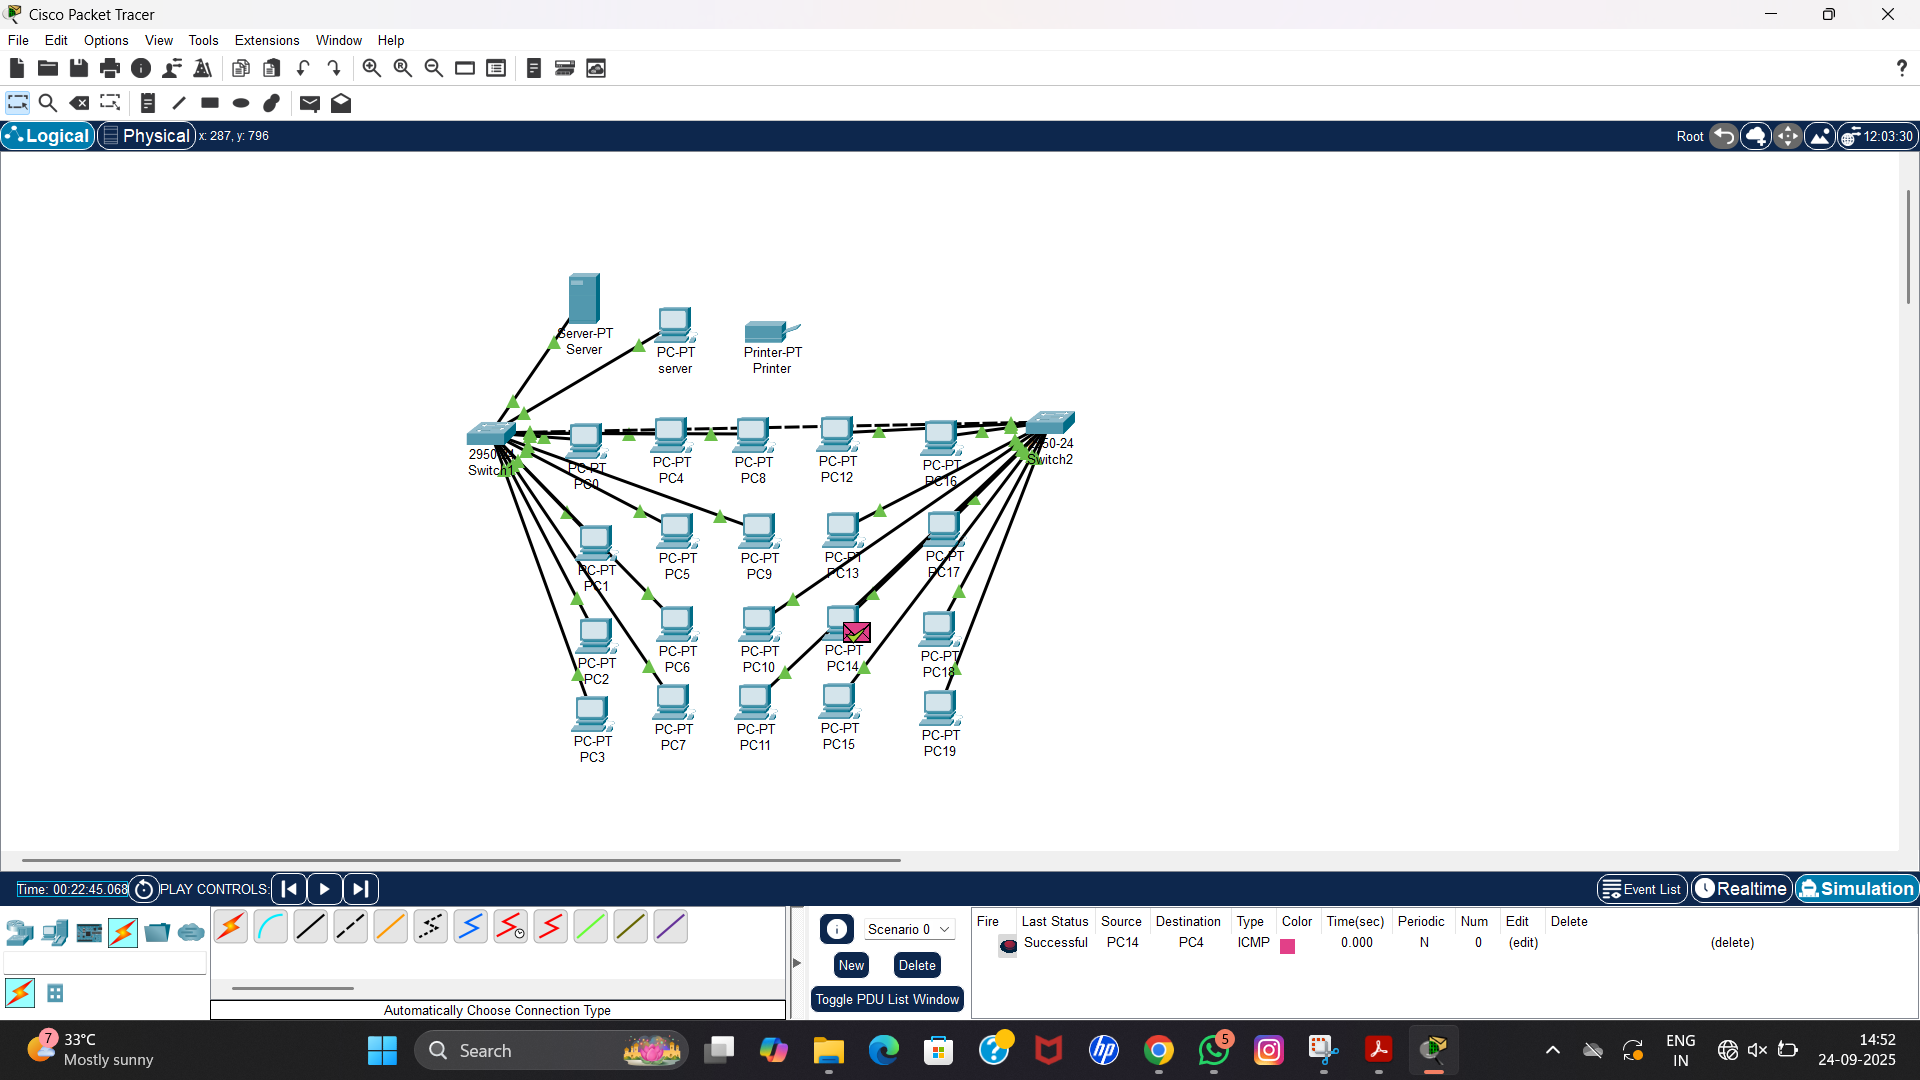 Cisco Packet Tracer
File Edit Options View Tools Extensions Window Help
?
Logical Physical x: 287, y: 796 Root 12:03:30
Server-PT
Server
PC-PT
server
Printer-PT
Printer
Switch1
PC-PT
PC0
PC-PT
PC4
PC-PT
PC8
PC-PT
PC12
PC-PT
PC16
50-24
Switch2
PC-PT
PC1
PC-PT
PC5
PC-PT
PC9
PC-PT
PC13
PC-PT
PC17
PC-PT
PC2
PC-PT
PC6
PC-PT
PC10
PC-PT
PC14
PC-PT
PC18
PC-PT
PC3
PC-PT
PC7
PC-PT
PC11
PC-PT
PC15
PC-PT
PC19
Time: 00:22:45.068 PLAY CONTROLS: Event List Realtime Simulation
Scenario 0
New Delete
Toggle PDU List Window
Automatically Choose Connection Type
Fire Last Status Source Destination Type Color Time(sec) Periodic Num Edit Delete
Successful PC14 PC4 ICMP 0.000 N 0 (edit) (delete)
7
33°C
Mostly sunny
Search
hp
5
ENG
IN
14:52
24-09-2025